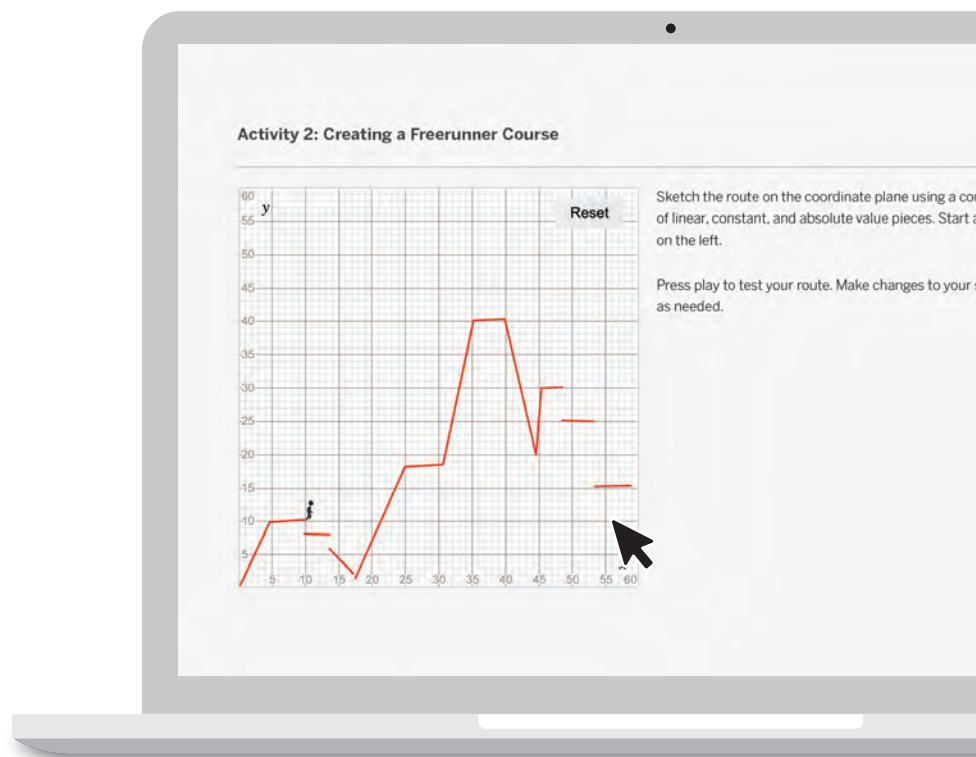 Activity 2: Creating a Freerunner Course
60
y
Reset
55
50
45
40
35
30
25
20
15
10
5
5 10 15 20 25 30 35 40 45 50 55 60
Sketch the route on the coordinate plane using a
of linear, constant, and absolute value pieces. Start
on the left.
Press play to test your route. Make changes to your
as needed.